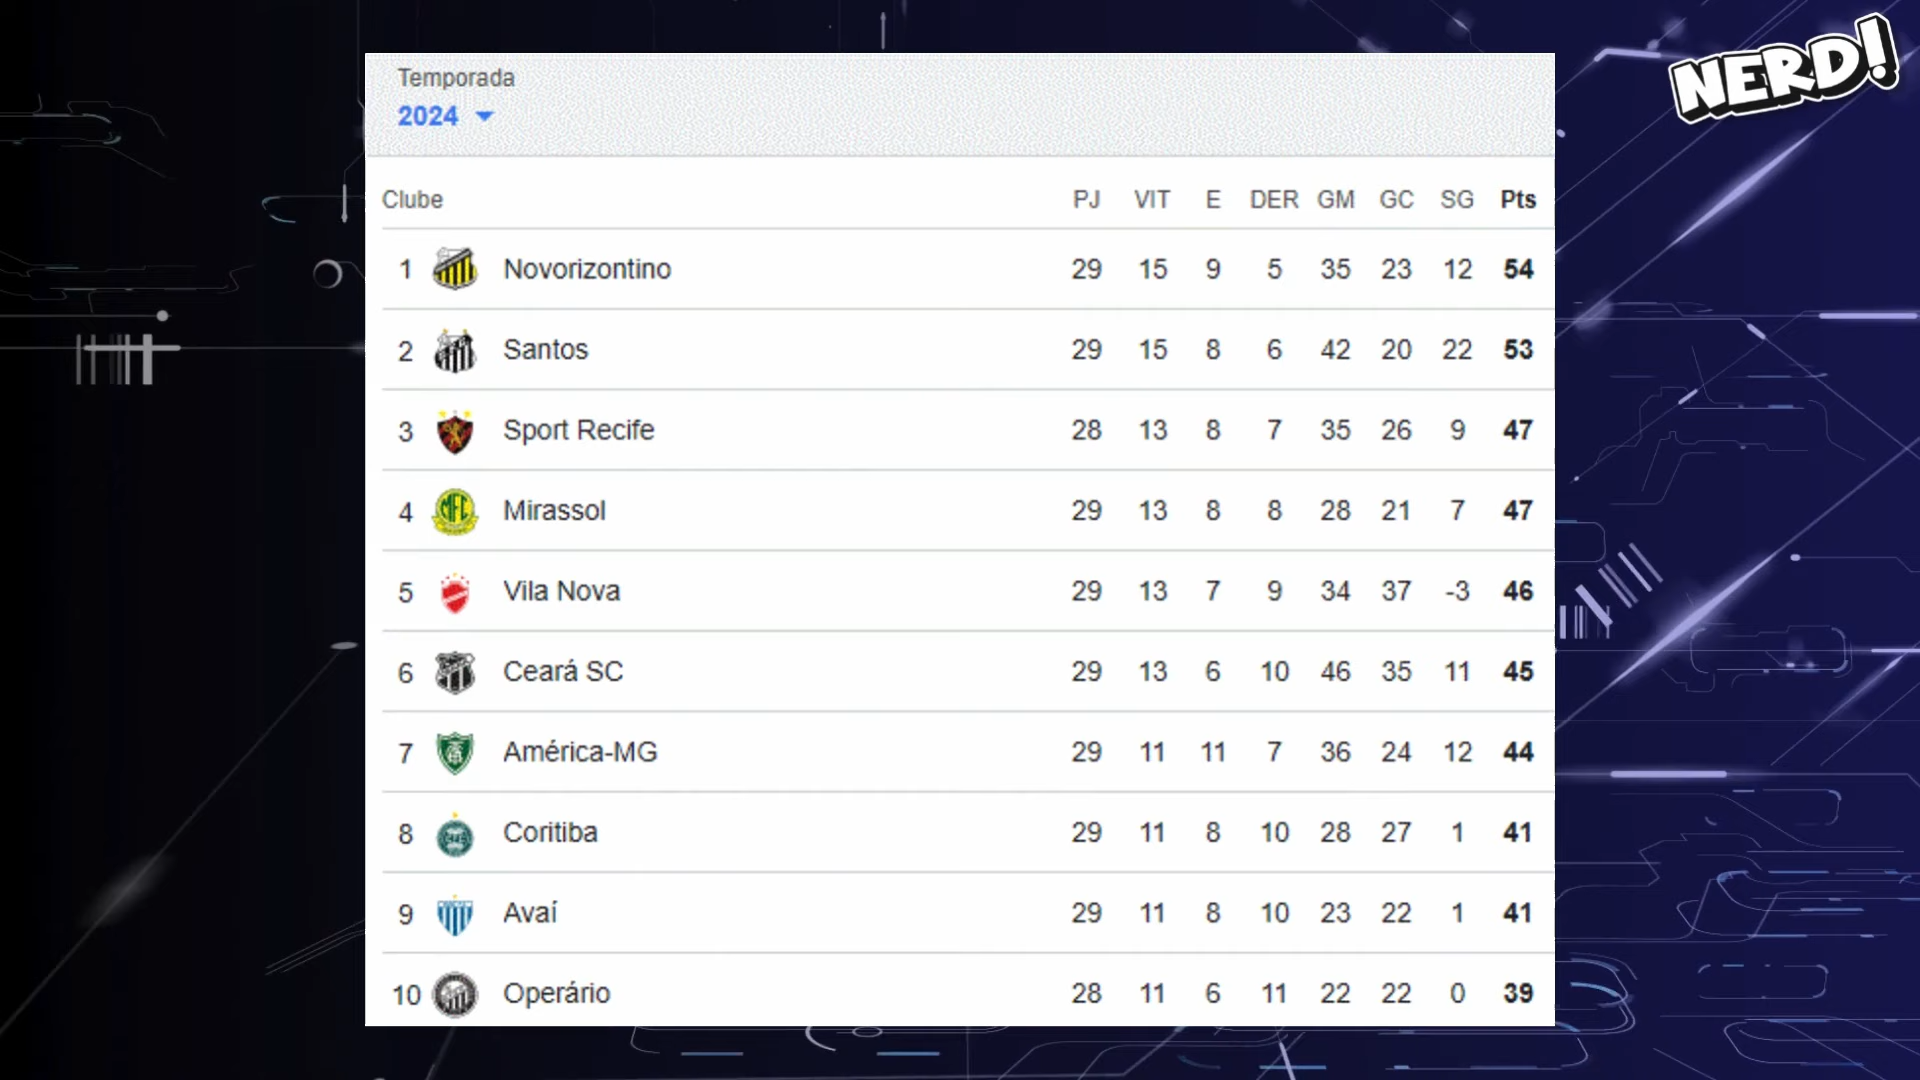 NERD!
Temporada
2024
Clube PJ VIT E DER GM GC SG Pts
1 Novorizontino 29 15 9 5 35 23 12 54
2 Santos 29 15 8 6 42 20 22 53
3 Sport Recife 28 13 8 7 35 26 9 47
4 Mirassol 29 13 8 8 28 21 7 47
5 Vila Nova 29 13 7 9 34 37 -3 46
6 Ceará SC 29 13 6 10 46 35 11 45
7 América-MG 29 11 11 7 36 24 12 44
8 Coritiba 29 11 8 10 28 27 1 41
9 Avaí 29 11 8 10 23 22 1 41
10 Operário 28 11 6 11 22 22 0 39